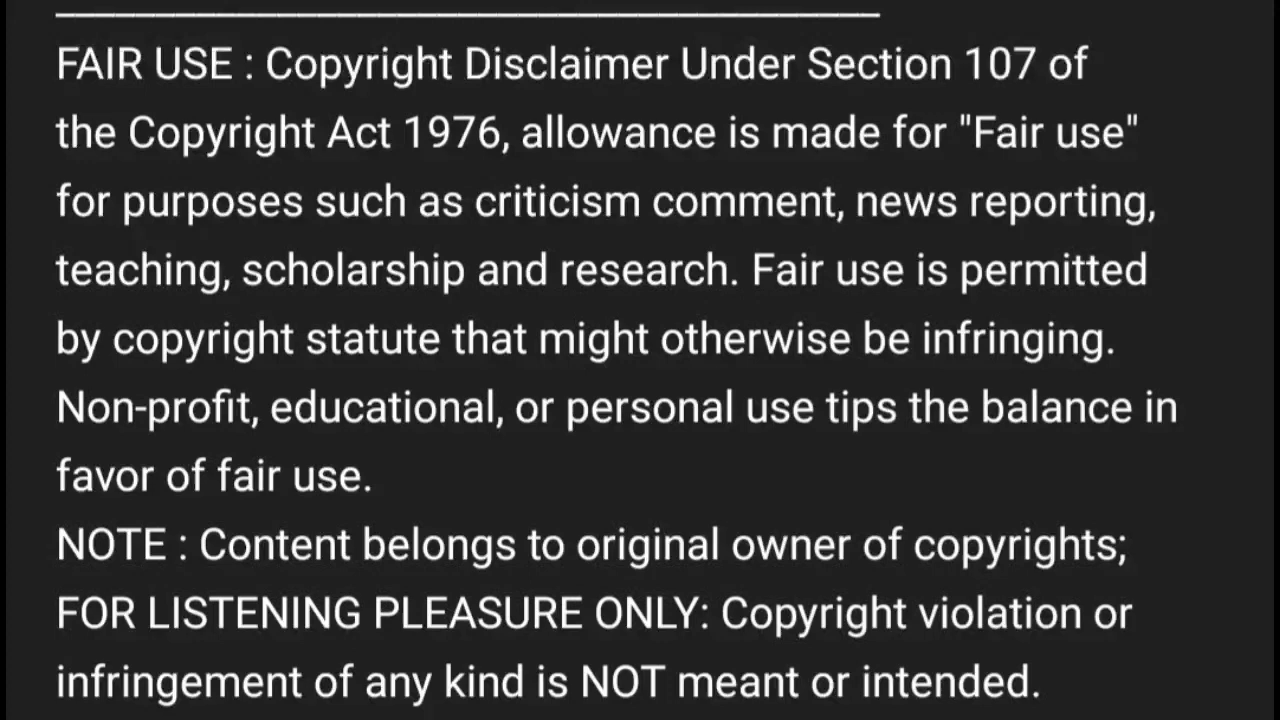 FAIR USE : Copyright Disclaimer Under Section 107 of
the Copyright Act 1976, allowance is made for "Fair use"
for purposes such as criticism comment, news reporting,
teaching, scholarship and research. Fair use is permitted
by copyright statute that might otherwise be infringing.
Non-profit, educational, or personal use tips the balance in
favor of fair use.
NOTE : Content belongs to original owner of copyrights;
FOR LISTENING PLEASURE ONLY: Copyright violation or
infringement of any kind is NOT meant or intended.